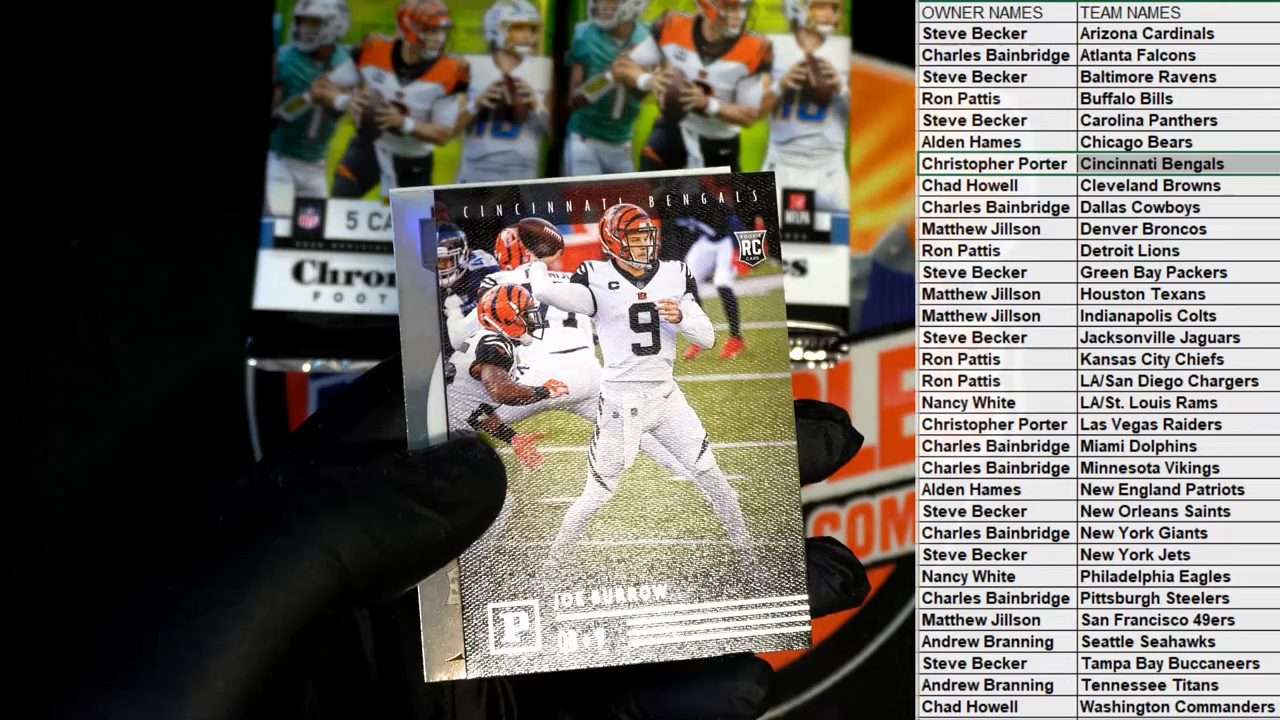 OWNER NAMES TEAM NAMES
Steve Becker Arizona Cardinals
Charles Bainbridge Atlanta Falcons
Steve Becker Baltimore Ravens
Ron Pattis Buffalo Bills
Steve Becker Carolina Panthers
Alden Hames Chicago Bears
Christopher Porter Cincinnati Bengals
Chad Howell Cleveland Browns
Charles Bainbridge Dallas Cowboys
Matthew Jillson Denver Broncos
Ron Pattis Detroit Lions
Steve Becker Green Bay Packers
Matthew Jillson Houston Texans
Matthew Jillson Indianapolis Colts
Steve Becker Jacksonville Jaguars
Ron Pattis Kansas City Chiefs
Ron Pattis LA/San Diego Chargers
Nancy White LA/St. Louis Rams
Christopher Porter Las Vegas Raiders
Charles Bainbridge Miami Dolphins
Charles Bainbridge Minnesota Vikings
Alden Hames New England Patriots
Steve Becker New Orleans Saints
Charles Bainbridge New York Giants
Steve Becker New York Jets
Nancy White Philadelphia Eagles
Charles Bainbridge Pittsburgh Steelers
Matthew Jillson San Francisco 49ers
Andrew Branning Seattle Seahawks
Steve Becker Tampa Bay Buccaneers
Andrew Branning Tennessee Titans
Chad Howell Washington Commanders
CINCINNATI BENGALS
ROOKIE
RC
CARD
C
9
P
JOE BURROW
QB
NFL
5 CA
NFLPA
Chro
FOOT
.COM